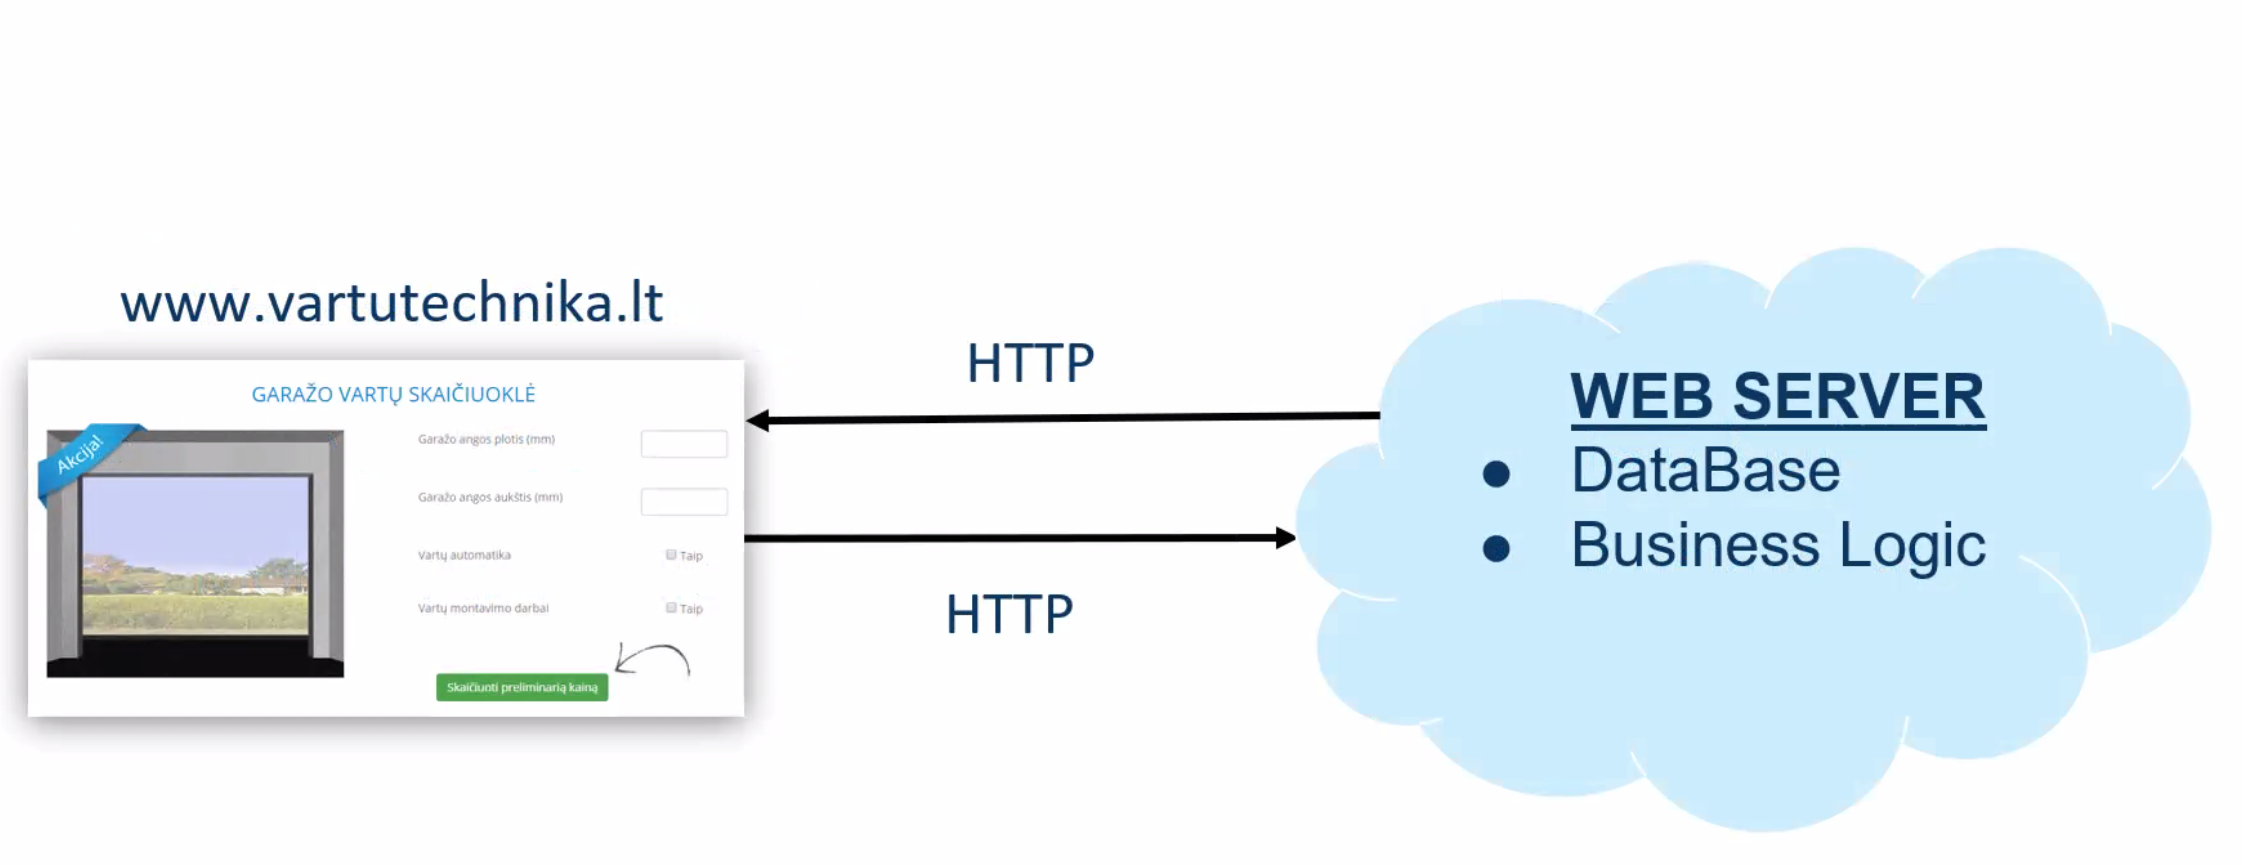 www.vartutechnika.lt
GARAŽO VARTŲ SKAIČIUOKLĖ
Akcija!
Garažo angos plotis (mm)
Garažo angos aukštis (mm)
Vartų automatika
Taip
Vartų montavimo darbai
Taip
Skaičiuoti preliminarią kainą
HTTP
HTTP
WEB SERVER
● DataBase
● Business Logic